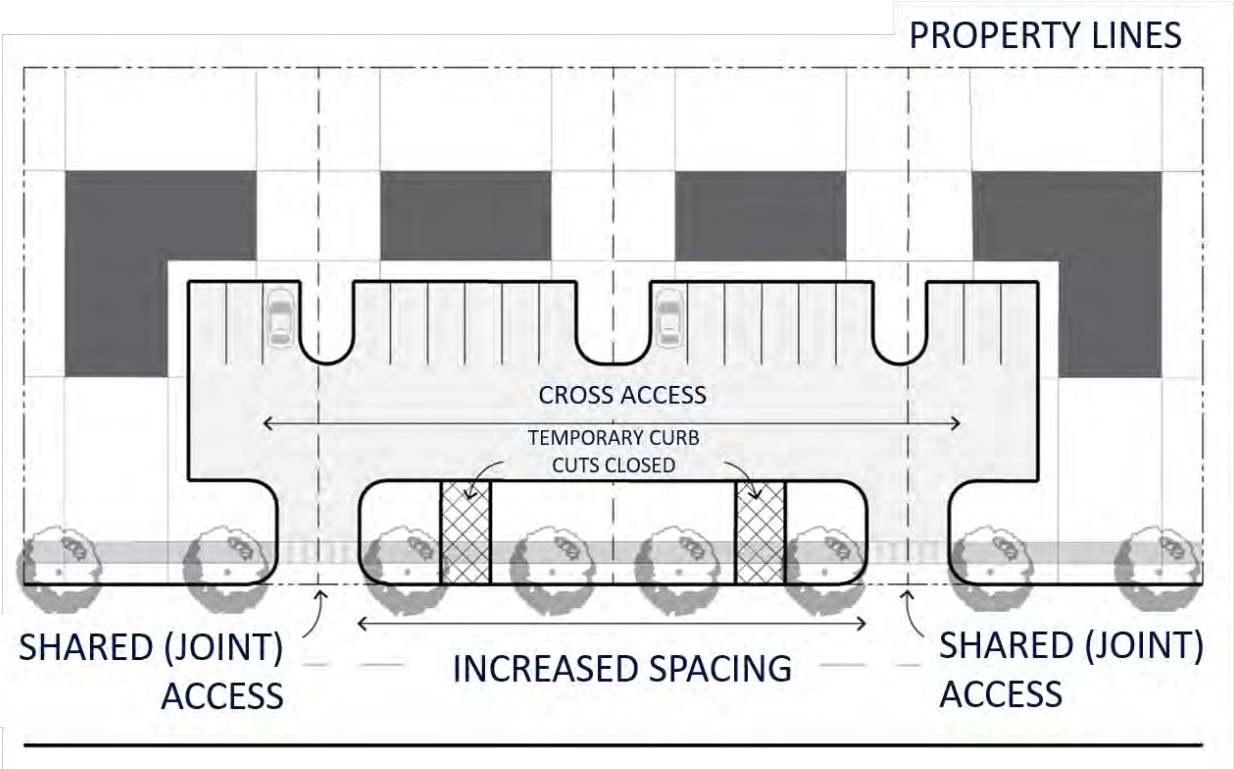 PROPERTY LINES
CROSS ACCESS
TEMPORARY CURB
CUTS CLOSED
SHARED (JOINT)
ACCESS
INCREASED SPACING
SHARED (JOINT)
ACCESS